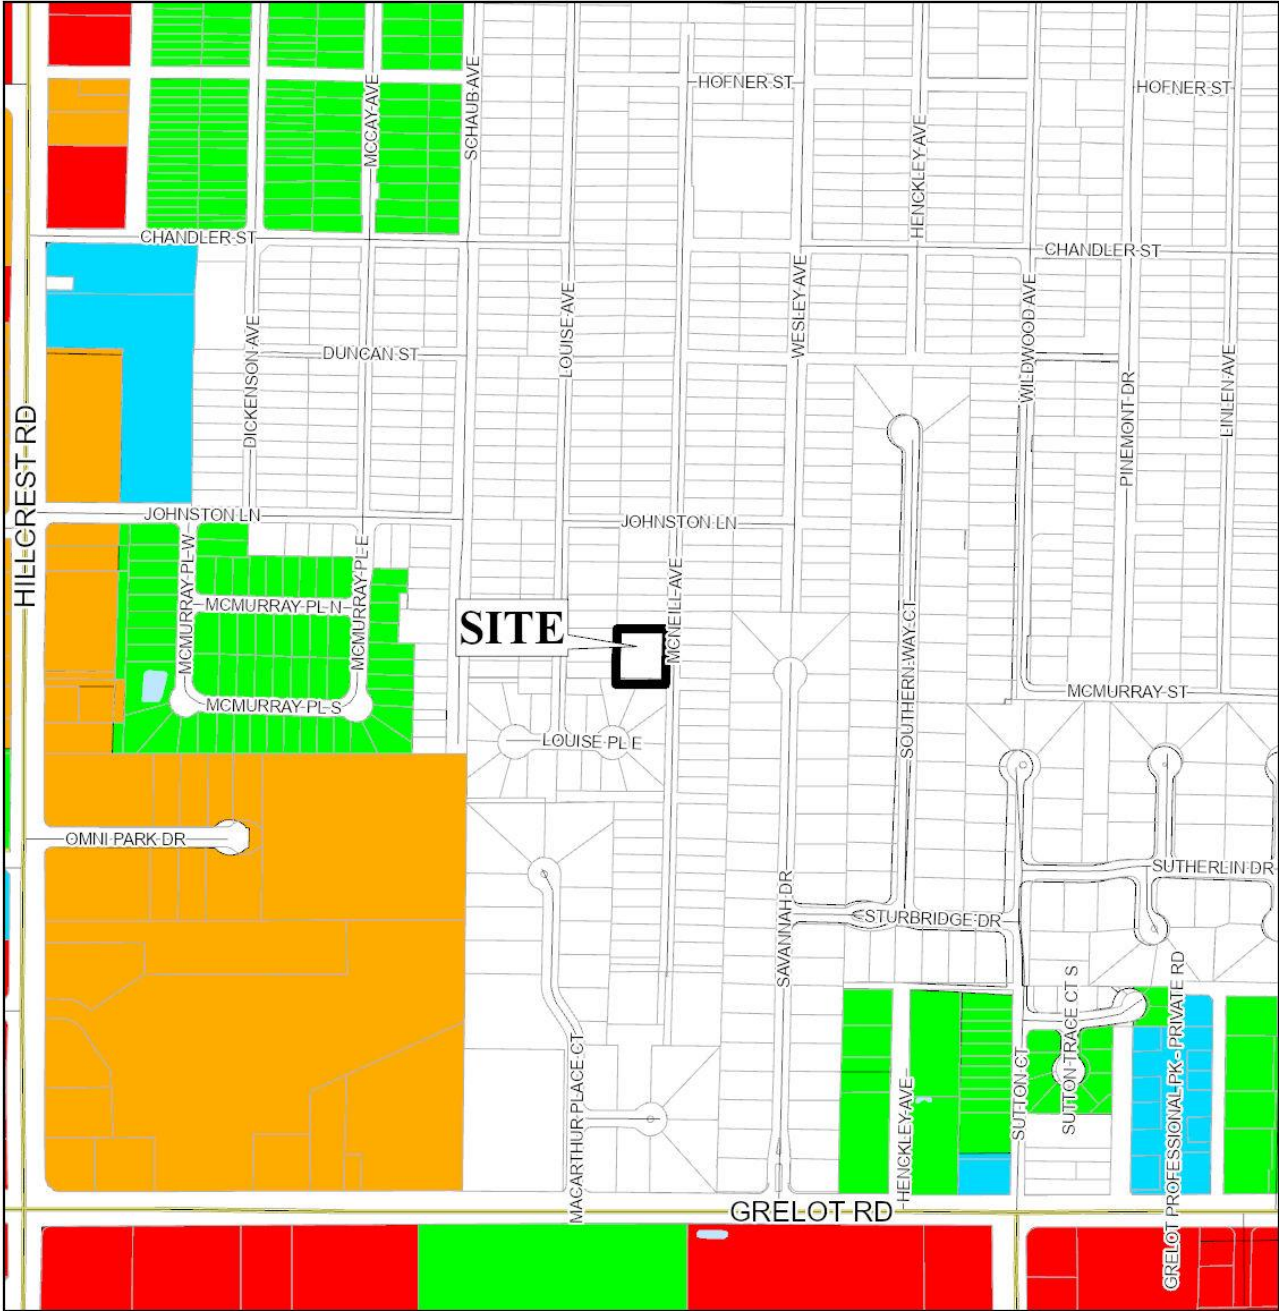 HOFNER ST
HOFNER ST
MCCAY AVE
SCHAUB AVE
HENCKLEY AVE
CHANDLER ST
CHANDLER ST
LOUISE AVE
WESLEY AVE
WILDWOOD AVE
DICKENSON AVE
DUNCAN ST
PINEMONT DR
LINLEN AVE
HILLCREST RD
JOHNSTON LN
JOHNSTON LN
MCMURRAY PL W
MCMURRAY PL N
MCMURRAY PL E
SITE
MCNEILL AVE
SOUTHERN WAY CT
MCMURRAY ST
MCMURRAY PL S
LOUISE PL E
OMNI PARK DR
SUTHERLIN DR
SAVANNAH DR
STURBRIDGE DR
SUTTON TRACE CT S
GRELOT PROFESSIONAL PK - PRIVATE RD
MACARTHUR PLACE CT
HENCKLEY AVE
SUTTON CT
GRELOT RD